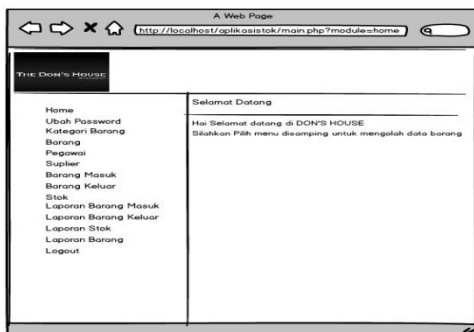 A Web Page
http://localhost/aplikasistok/main.php?module=home
THE DON'S HOUSE
Home
Ubah Password
Kategori Barang
Barang
Pegawai
Suplier
Barang Masuk
Barang Keluar
Stok
Laporan Barang Masuk
Laporan Barang Keluar
Laporan Stok
Laporan Barang
Logout
Selamat Datang
Hai Selamat datang di DON'S HOUSE
Silahkan Pilih menu disamping untuk mengolah data barang